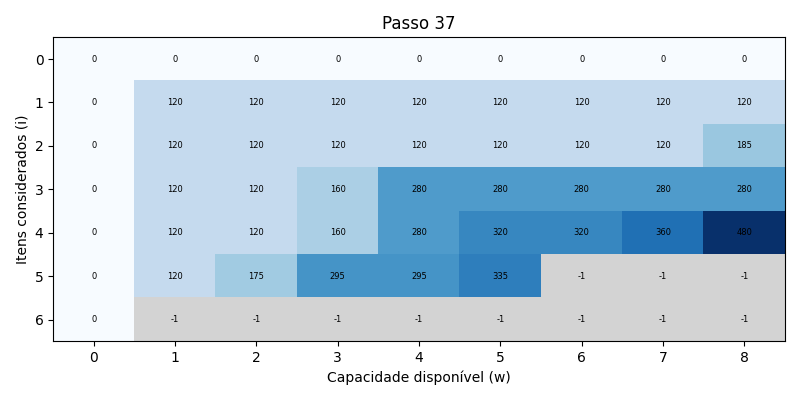 Passo 37
Itens considerados (i)
0 0 0 0 0 0 0 0 0 0
1 0 120 120 120 120 120 120 120 120
2 0 120 120 120 120 120 120 120 185
3 0 120 120 160 280 280 280 280 280
4 0 120 120 160 280 320 320 360 480
5 0 120 175 295 295 335 -1 -1 -1
6 0 -1 -1 -1 -1 -1 -1 -1 -1
0 1 2 3 4 5 6 7 8
Capacidade disponível (w)